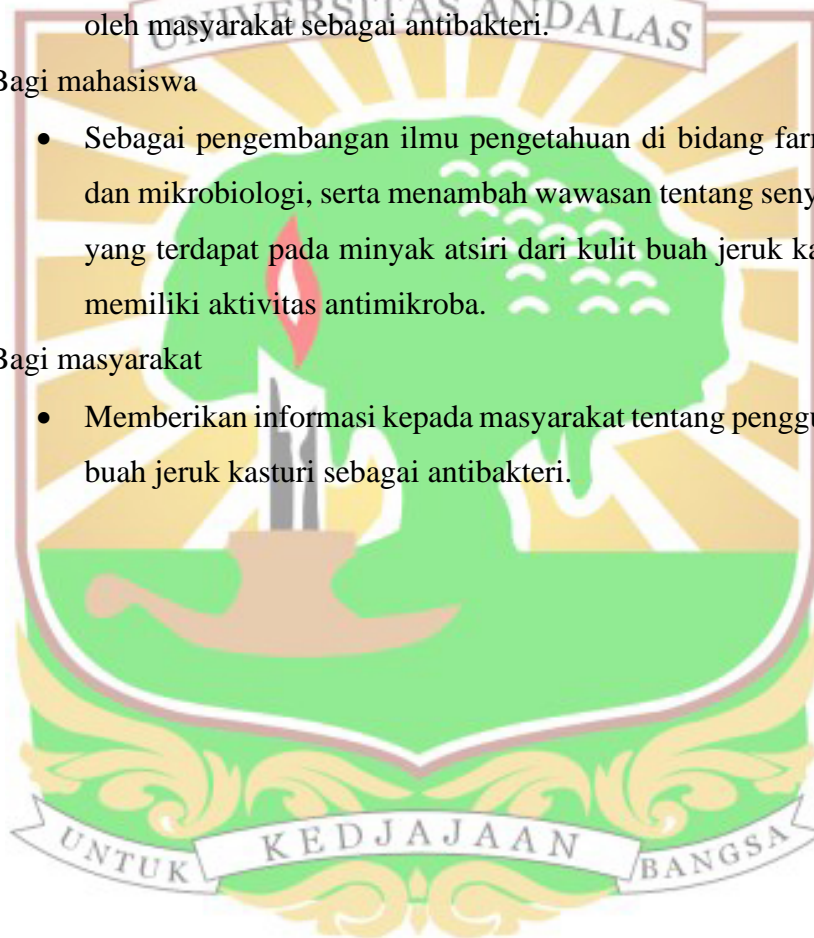 oleh masyarakat sebagai antibakteri.
UNIVERSITAS ANDALAS
Bagi mahasiswa
• Sebagai pengembangan ilmu pengetahuan di bidang farm
dan mikrobiologi, serta menambah wawasan tentang seny
yang terdapat pada minyak atsiri dari kulit buah jeruk ka
memiliki aktivitas antimikroba.
Bagi masyarakat
• Memberikan informasi kepada masyarakat tentang penggu
buah jeruk kasturi sebagai antibakteri.
UNTUK KEDJAJAAN BANGSA